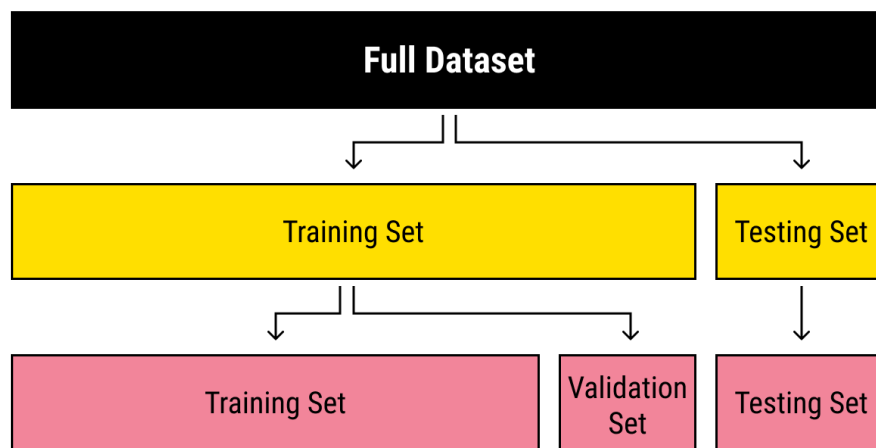 Full Dataset
Training Set
Testing Set
Training Set
Validation
Set
Testing Set